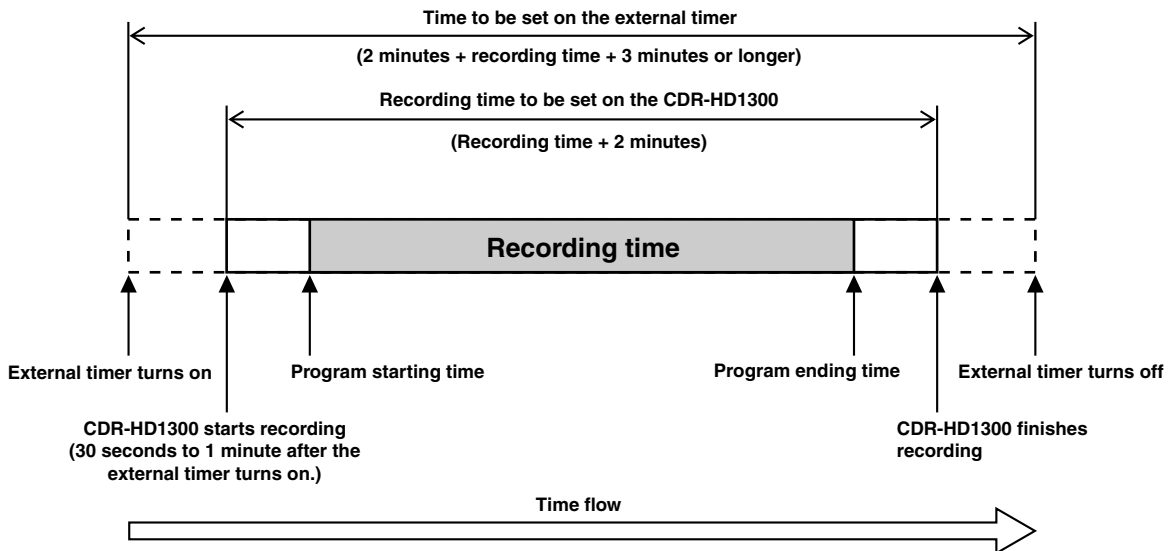 Time to be set on the external timer
(2 minutes + recording time + 3 minutes or longer)
Recording time to be set on the CDR-HD1300
(Recording time + 2 minutes)
Recording time
External timer turns on
Program starting time
Program ending time
External timer turns off
CDR-HD1300 starts recording
(30 seconds to 1 minute after the
external timer turns on.)
CDR-HD1300 finishes
recording
Time flow